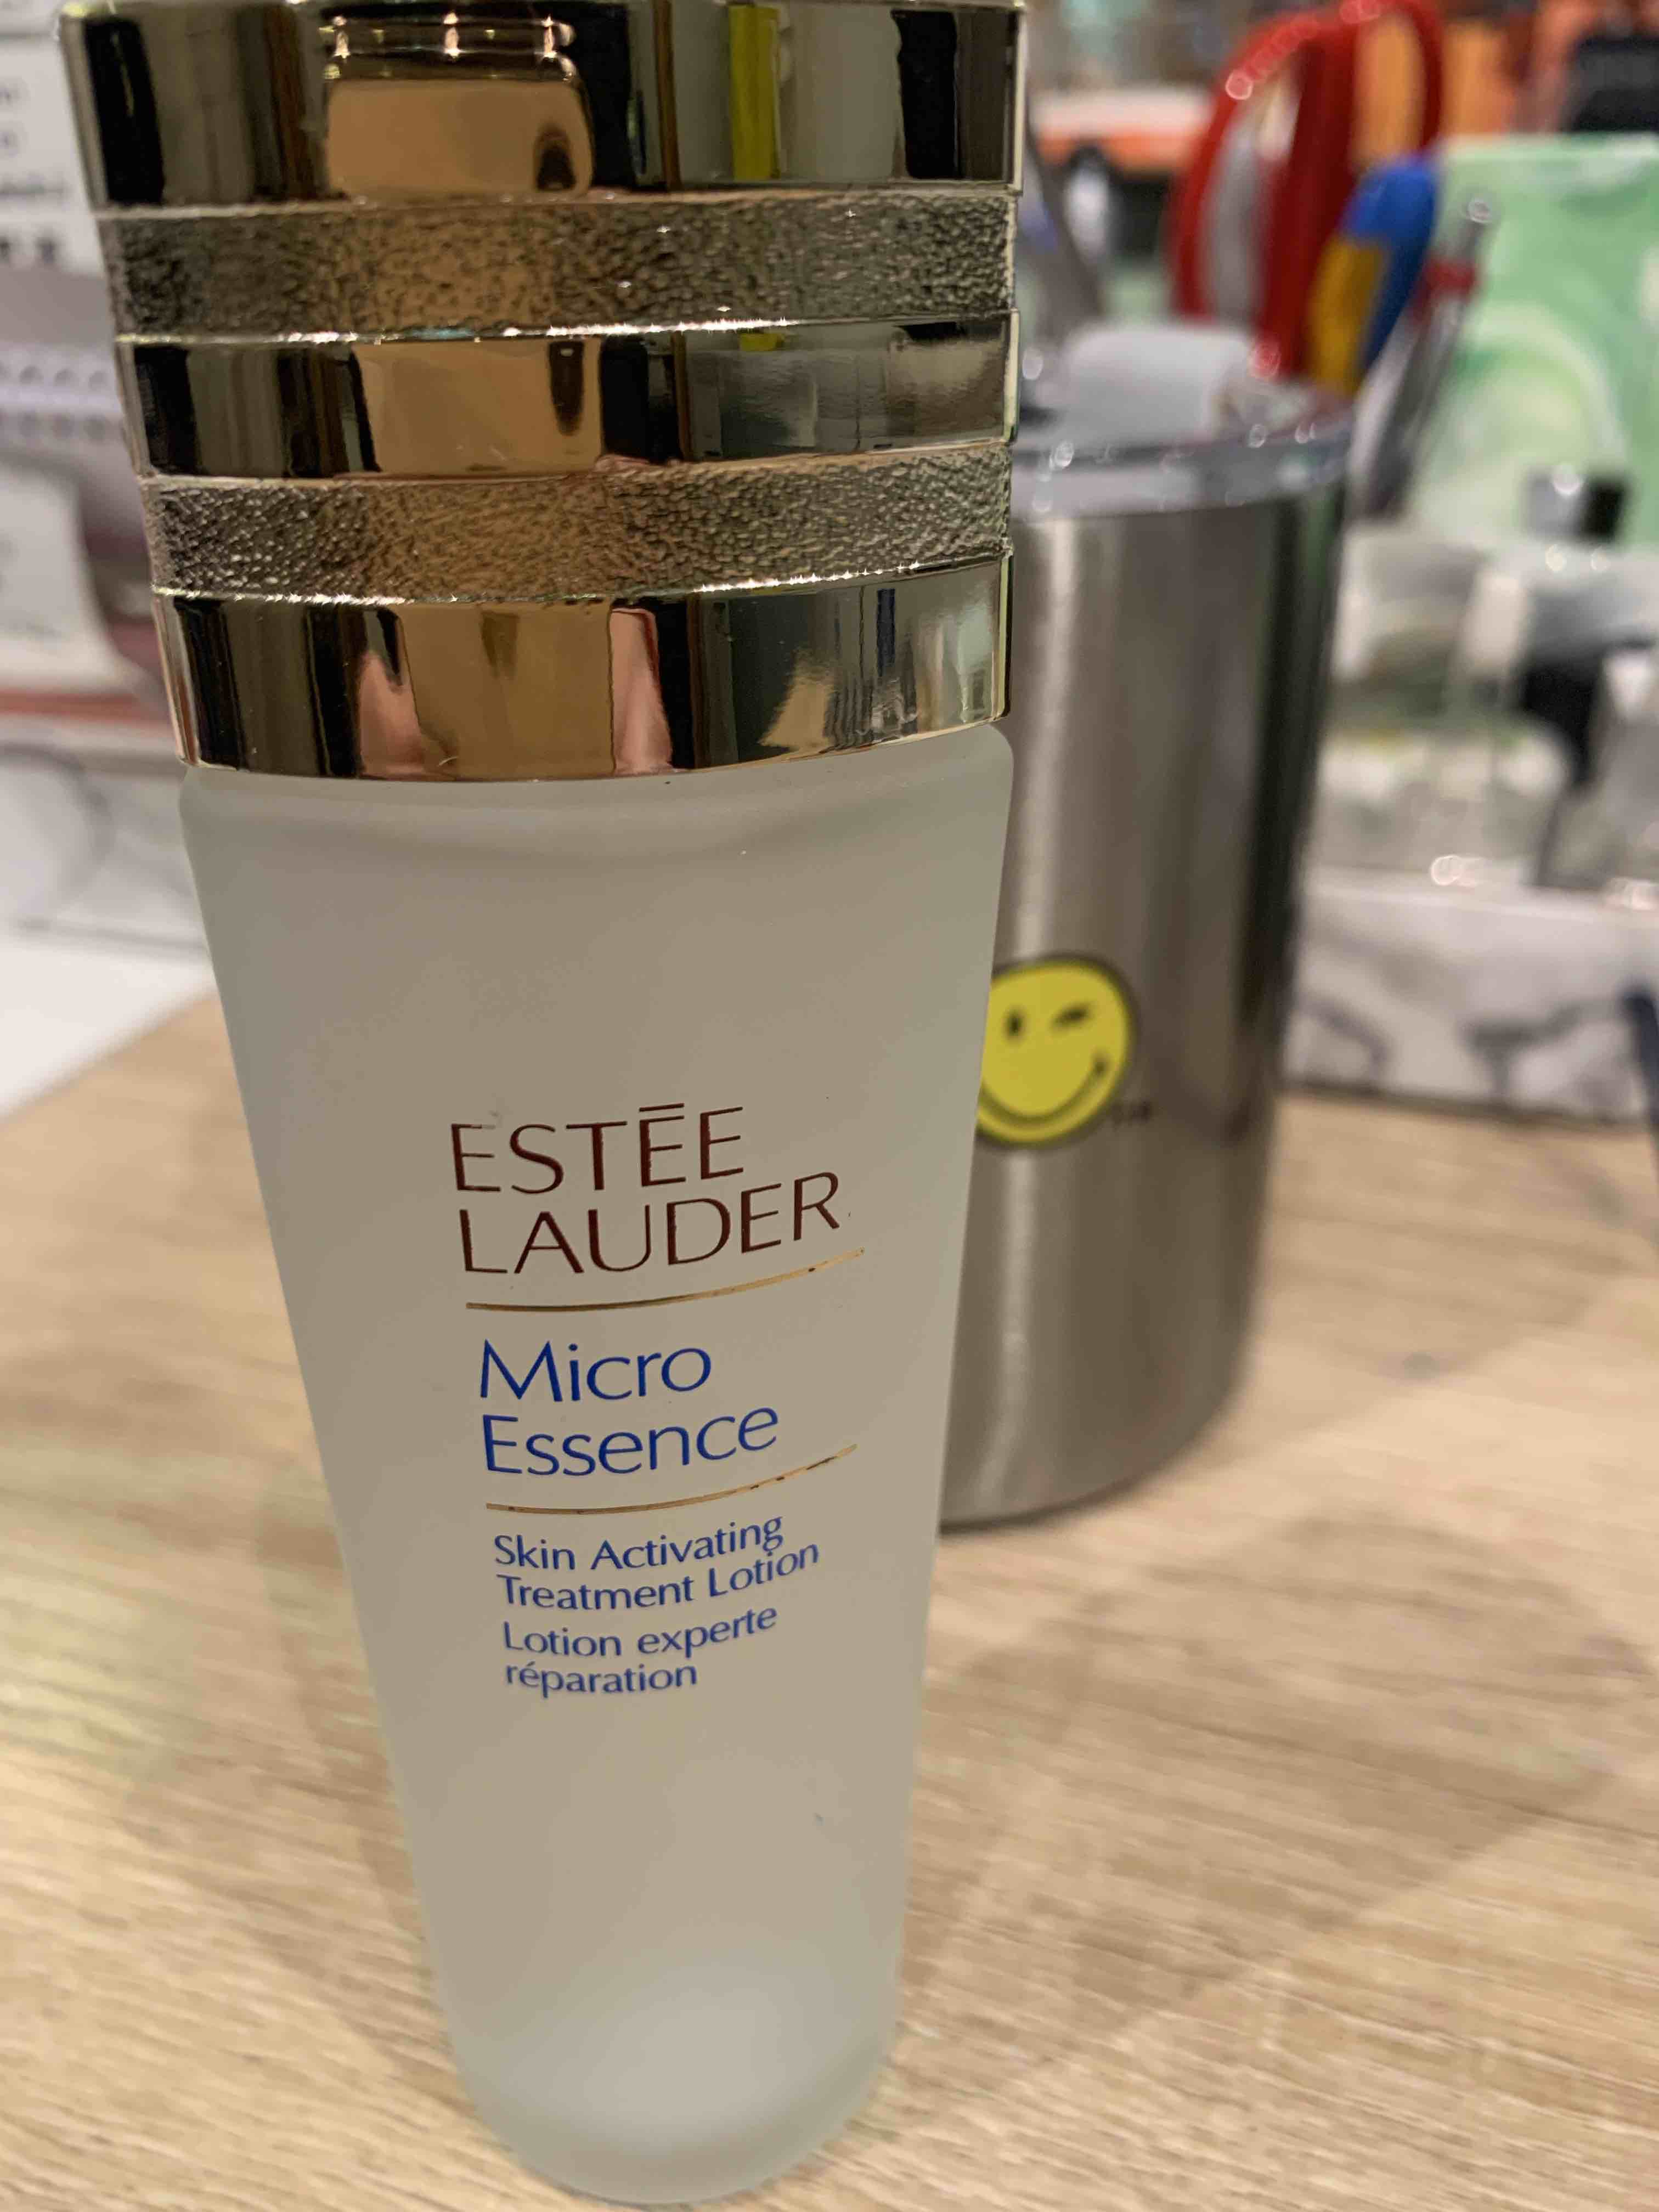 ESTĒE
LAUDER
Micro
Essence
Skin Activating
Treatment Lotion
Lotion experte
réparation